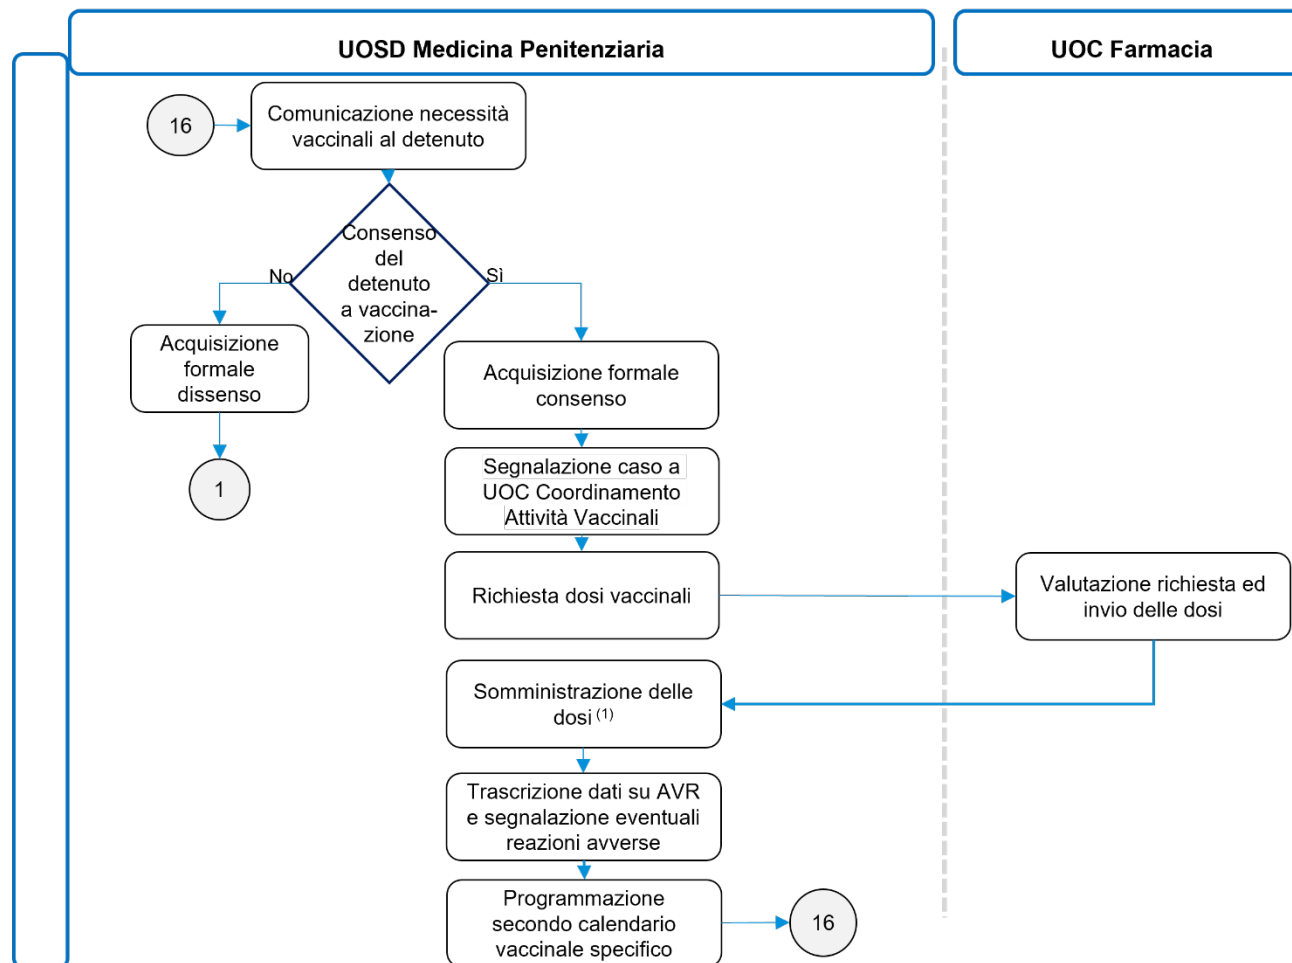 UOSD Medicina Penitenziaria
UOC Farmacia
16
Comunicazione necessità
vaccinali al detenuto
Consenso
del
detenuto
a vaccina-
zione
No
Sì
Acquisizione
formale
dissenso
Acquisizione formale
consenso
1
Segnalazione caso a
UOC Coordinamento
Attività Vaccinali
Richiesta dosi vaccinali
Valutazione richiesta ed
invio delle dosi
Somministrazione delle
dosi (1)
Trascrizione dati su AVR
e segnalazione eventuali
reazioni avverse
Programmazione
secondo calendario
vaccinale specifico
16